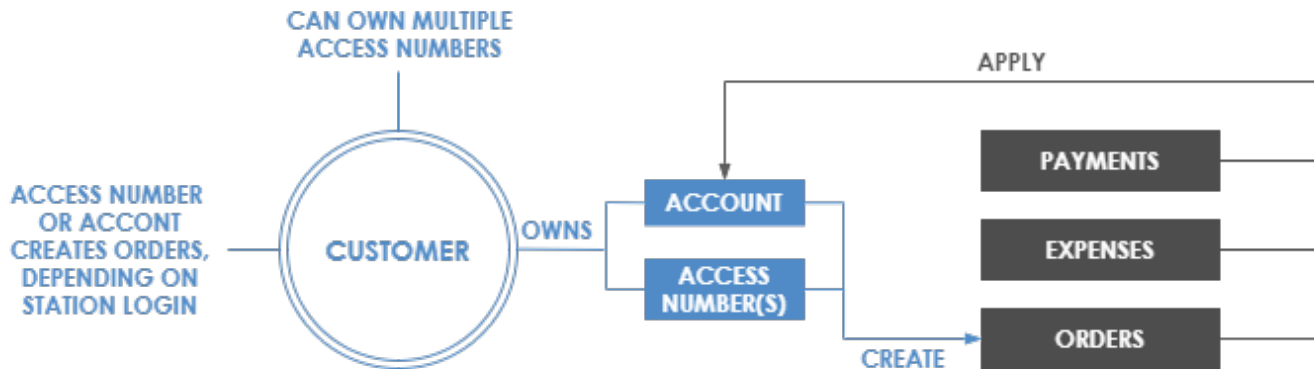 CAN OWN MULTIPLE
ACCESS NUMBERS
APPLY
PAYMENTS
ACCESS NUMBER
OR ACCONT
CREATES ORDERS,
DEPENDING ON
STATION LOGIN
CUSTOMER
OWNS
ACCOUNT
ACCESS
NUMBER(S)
EXPENSES
CREATE
ORDERS